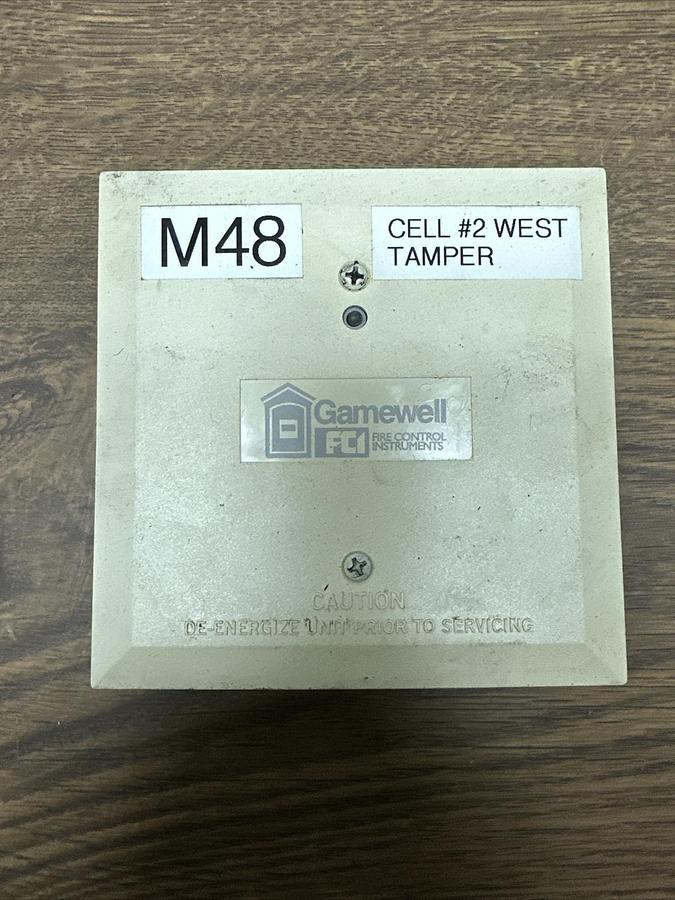 M48
CELL #2 WEST
TAMPER
Gamewell
FCI FIRE CONTROL
INSTRUMENTS
CAUTION
DE-ENERGIZE UNIT PRIOR TO SERVICING